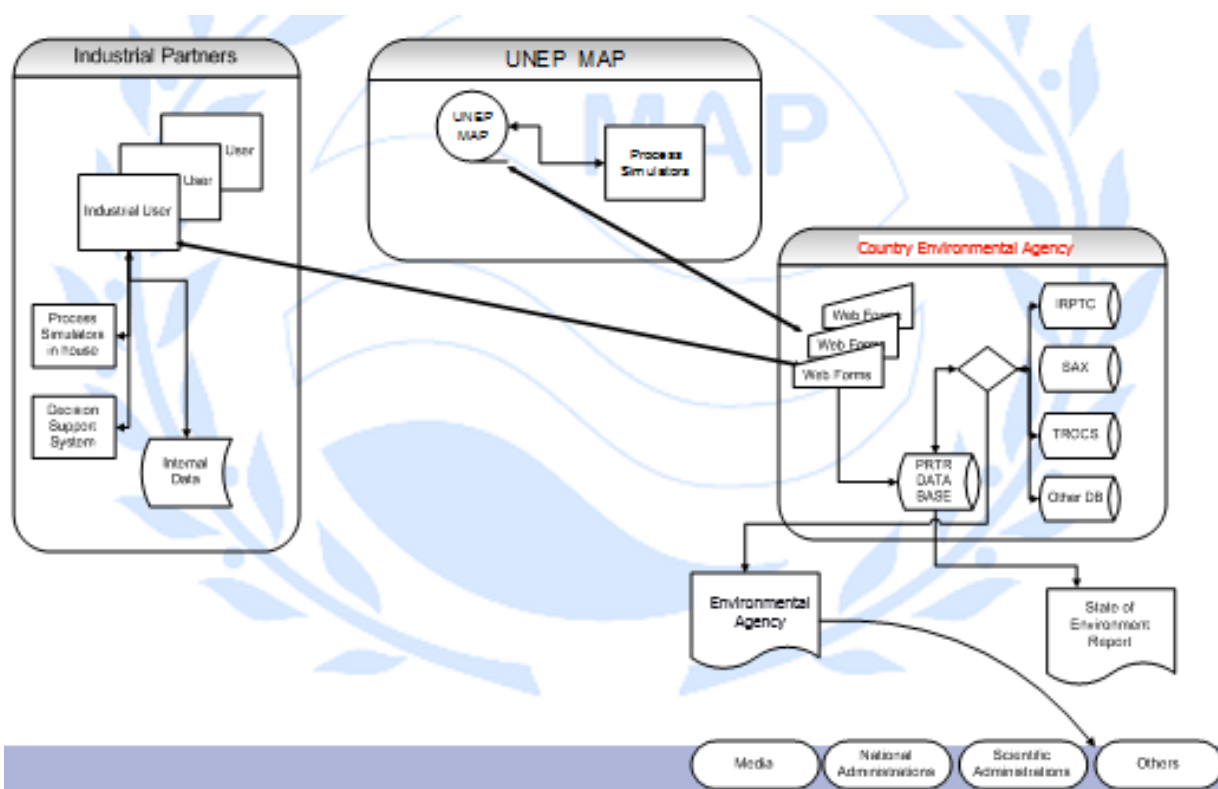 Industrial Partners
User
User
Industrial User
Process
Simulators
in house
Decision
Support
System
Internal
Data
UNEP MAP
UNEP
MAP
Process
Simulators
MAP
Country Environmental Agency
Web Forms
Web Forms
Web Forms
PRTR
DATA
BASE
IRPTC
SAX
TROCS
Other DB
Environmental
Agency
State of
Environment
Report
Media
National
Administrations
Scientific
Administrations
Others